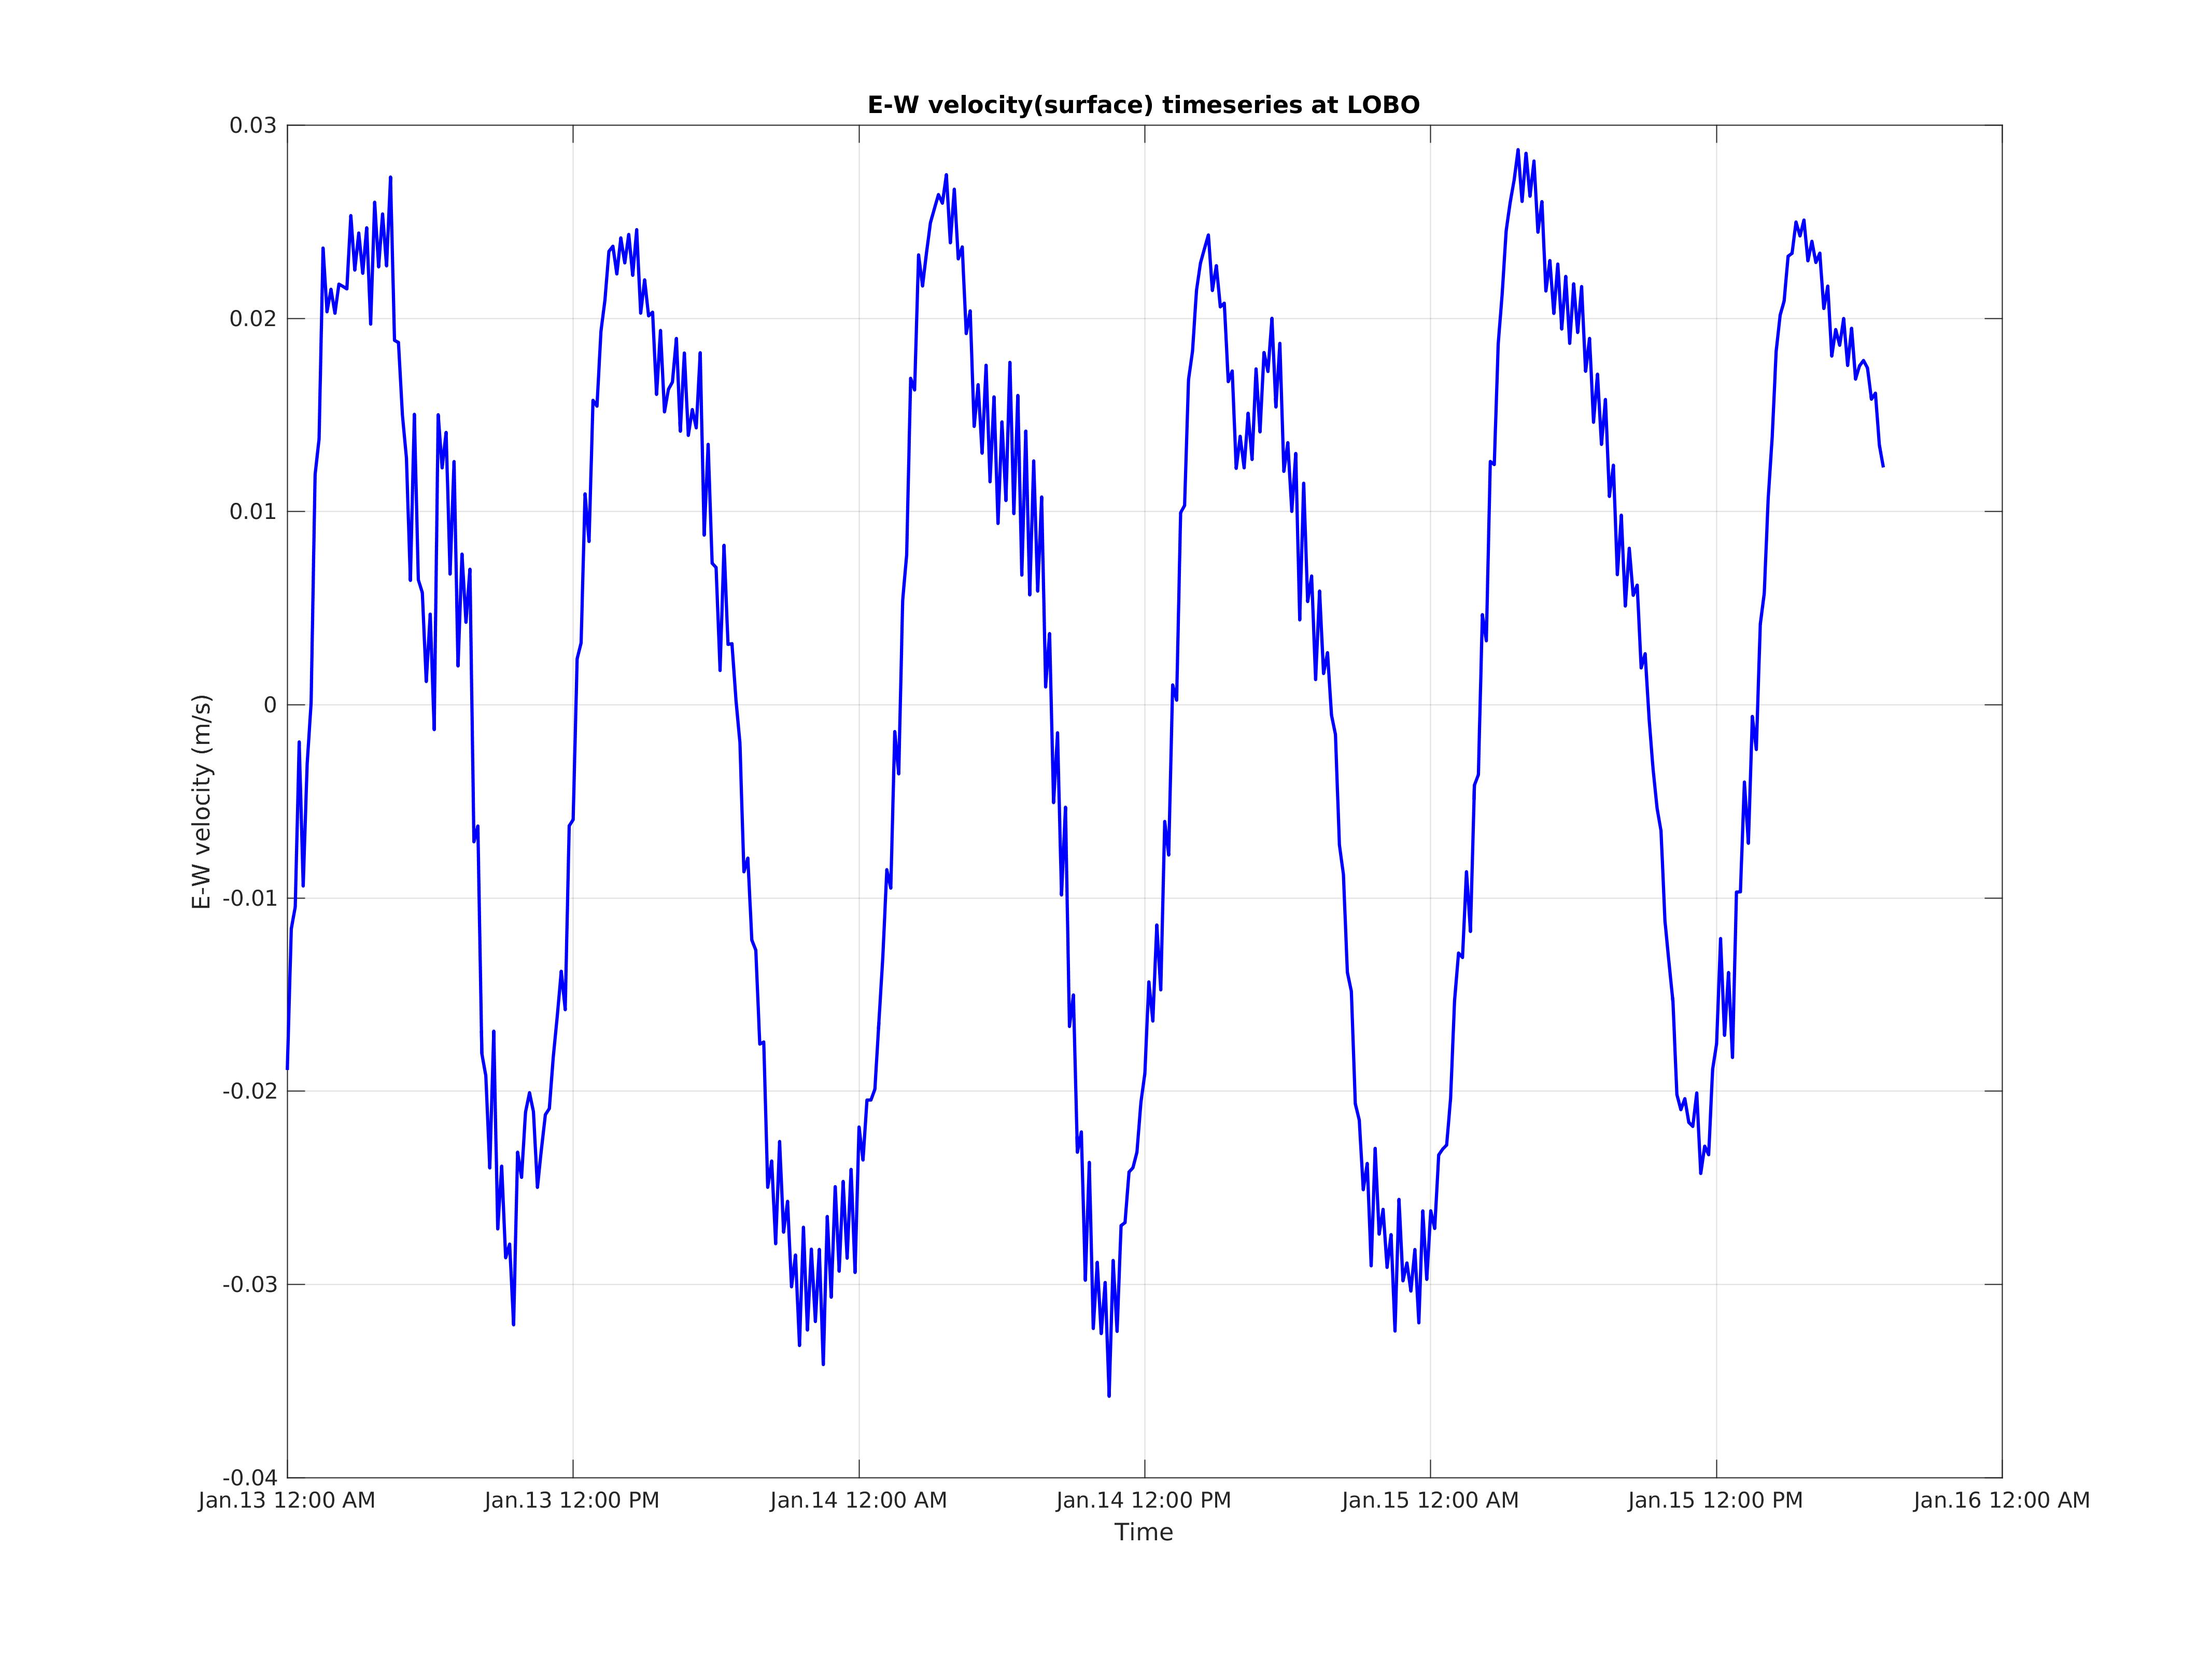 E-W velocity(surface) timeseries at LOBO
0.03
0.02
0.01
0
-0.01
-0.02
-0.03
-0.04
E-W velocity (m/s)
Jan.13 12:00 AM Jan.13 12:00 PM Jan.14 12:00 AM Jan.14 12:00 PM Jan.15 12:00 AM Jan.15 12:00 PM Jan.16 12:00 AM
Time